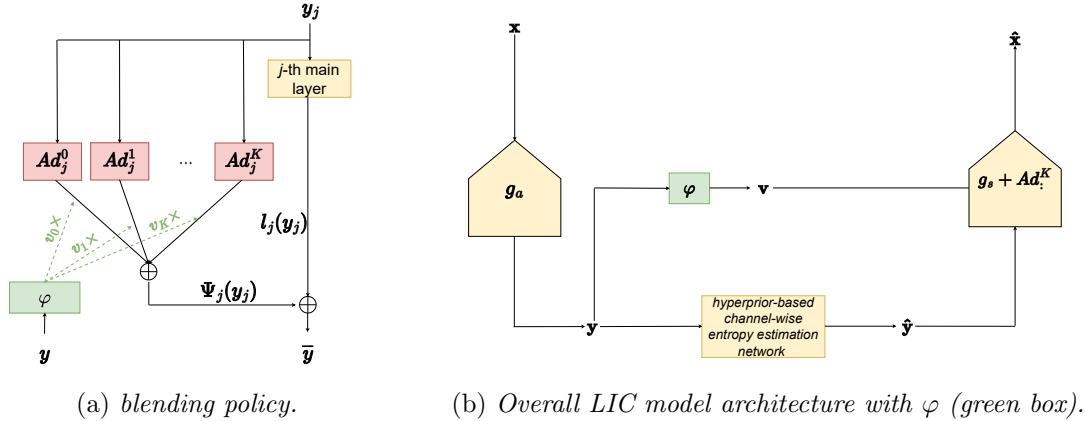 y_j
j-th main
layer
Ad_j^0 Ad_j^1 ... Ad_j^K
v_0× v_1× v_K×
l_j(y_j)
φ
Ψ̄_j(y_j)
y
ȳ
(a) blending policy.
x
x̂
g_a
φ
v
g_s + Ad_:^K
y
hyperprior-based
channel-wise
entropy estimation
network
ŷ
(b) Overall LIC model architecture with φ (green box).